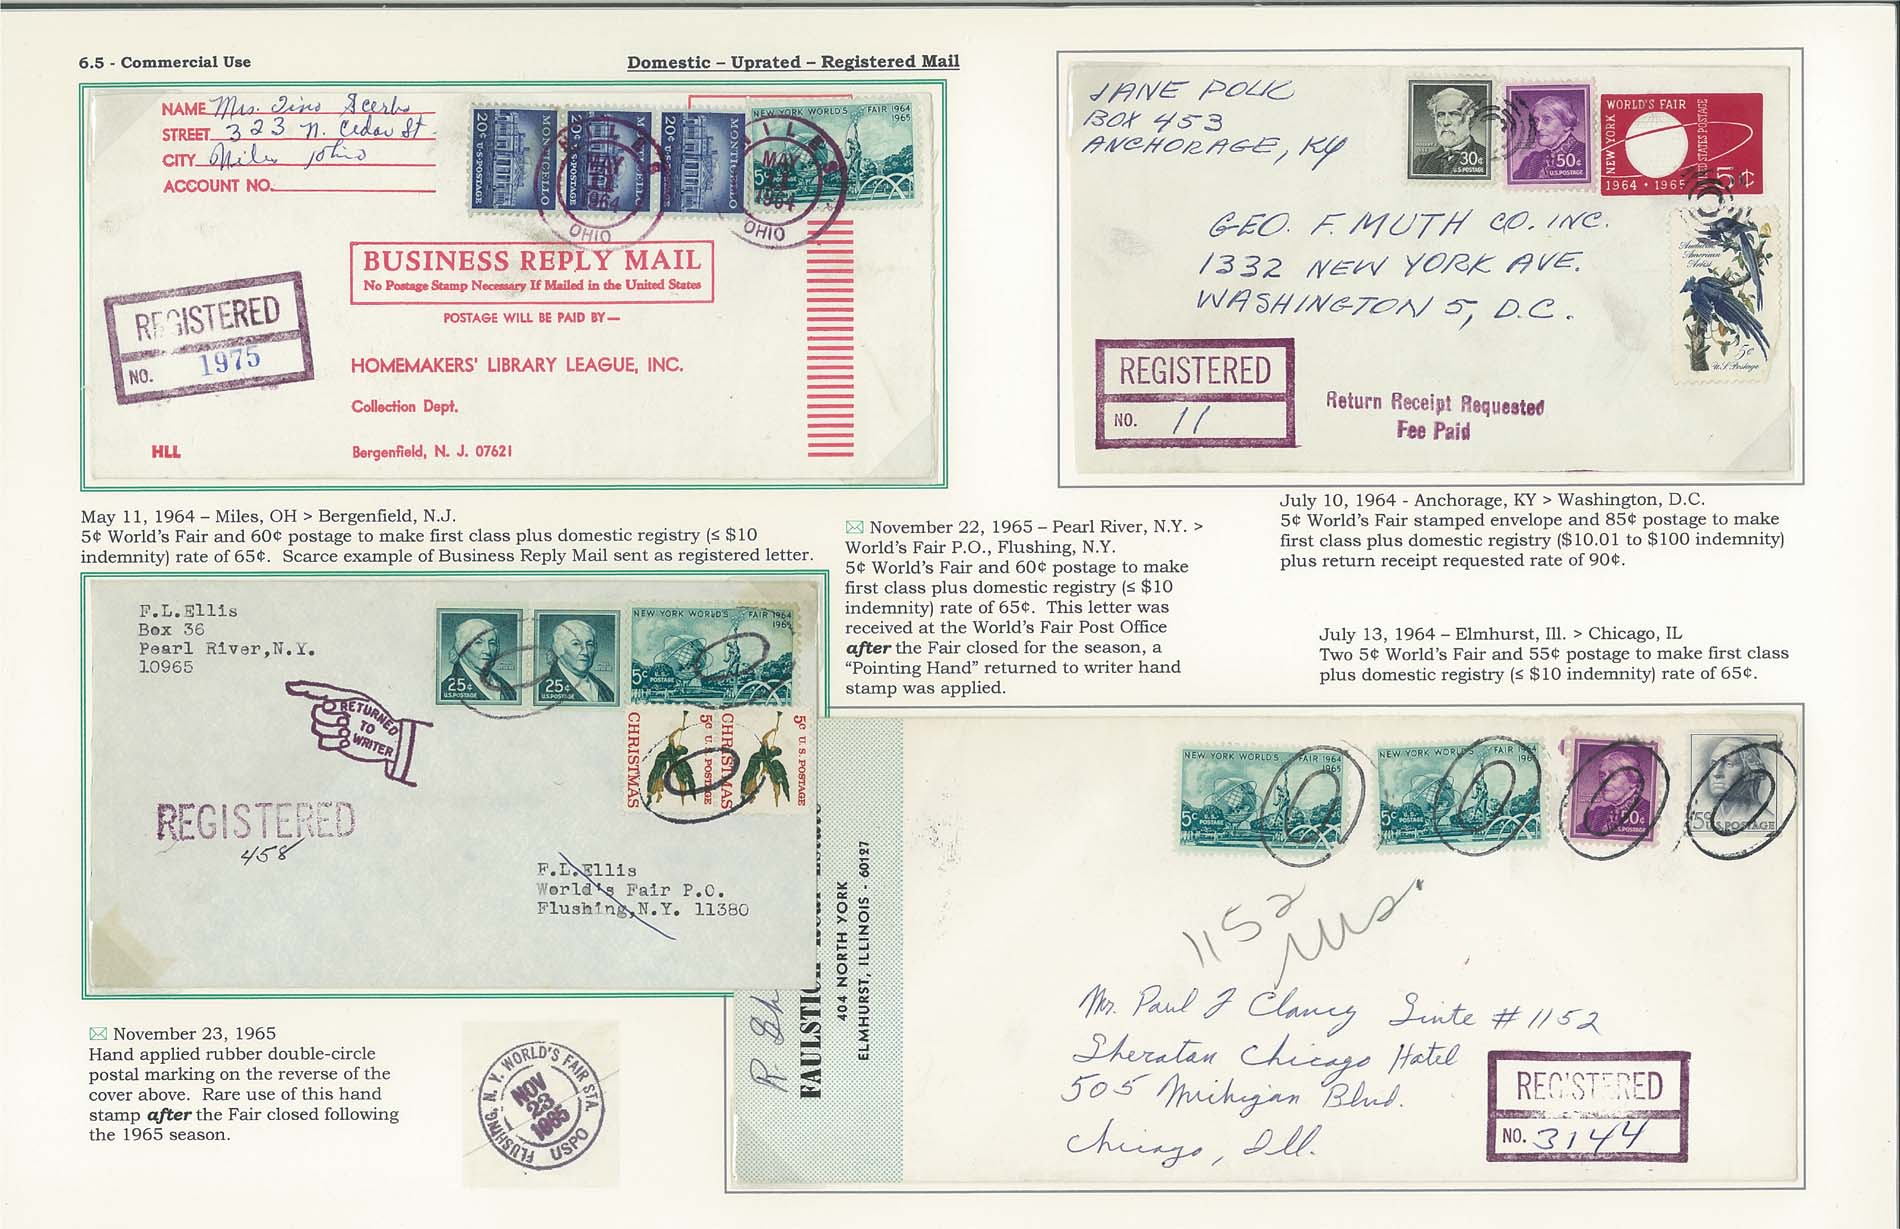 6.5 - Commercial Use
Domestic – Uprated – Registered Mail
NAME Mrs. Tino Scerbo
STREET 323 N. Cedar St.
CITY Niles Ohio
ACCOUNT NO.
20¢ U·S·POSTAGE MONTICELLO
20¢ U·S·POSTAGE
20¢ U·S·POSTAGE MONTICELLO
NEW YORK WORLD'S FAIR 1964
1965
5¢
MAY
11
1964
OHIO
MAY
11
1964
OHIO
BUSINESS REPLY MAIL
No Postage Stamp Necessary If Mailed in the United States
POSTAGE WILL BE PAID BY—
REGISTERED
NO. 1975
HOMEMAKERS' LIBRARY LEAGUE, INC.
Collection Dept.
HLL
Bergenfield, N. J. 07621
May 11, 1964 – Miles, OH > Bergenfield, N.J.
5¢ World's Fair and 60¢ postage to make first class plus domestic registry (≤ $10
indemnity) rate of 65¢. Scarce example of Business Reply Mail sent as registered letter.
JANE POLK
BOX 453
ANCHORAGE, KY
30¢
U.S. POSTAGE
50¢
U.S. POSTAGE
WORLD'S FAIR
NEW YORK
UNITED STATES POSTAGE
1964 • 1965
5¢
GEO. F. MUTH CO. INC.
1332 NEW YORK AVE.
WASHINGTON 5, D.C.
Audubon
American
Artist
5¢
U.S. Postage
REGISTERED
NO. 11
Return Receipt Requested
Fee Paid
July 10, 1964 - Anchorage, KY > Washington, D.C.
5¢ World's Fair stamped envelope and 85¢ postage to make
first class plus domestic registry ($10.01 to $100 indemnity)
plus return receipt requested rate of 90¢.
November 22, 1965 – Pearl River, N.Y. >
World's Fair P.O., Flushing, N.Y.
5¢ World's Fair and 60¢ postage to make
first class plus domestic registry (≤ $10
indemnity) rate of 65¢. This letter was
received at the World's Fair Post Office
after the Fair closed for the season, a
“Pointing Hand” returned to writer hand
stamp was applied.
July 13, 1964 – Elmhurst, Ill. > Chicago, IL
Two 5¢ World's Fair and 55¢ postage to make first class
plus domestic registry (≤ $10 indemnity) rate of 65¢.
F.L.Ellis
Box 36
Pearl River,N.Y.
10965
25¢
U.S.POSTAGE
25¢
U.S.POSTAGE
NEW YORK WORLD'S FAIR 1964
1965
5¢ U.S. POSTAGE
CHRISTMAS
5¢ U.S. POSTAGE
CHRISTMAS
5¢ U.S. POSTAGE
RETURNED
TO
WRITER
REGISTERED
458
F.L.Ellis
World's Fair P.O.
Flushing,N.Y. 11380
404 NORTH YORK
ELMHURST, ILLINOIS - 60127
NEW YORK WORLD'S FAIR 1964
1965
5¢ U.S. POSTAGE
NEW YORK WORLD'S FAIR 1964
5¢ U.S. POSTAGE
50¢
5¢ U.S. POSTAGE
1152
Mr. Paul J Clancy Suite # 1152
Sheraton Chicago Hotel
505 Michigan Blvd.
Chicago, Ill.
REGISTERED
NO. 3144
November 23, 1965
Hand applied rubber double-circle
postal marking on the reverse of the
cover above. Rare use of this hand
stamp after the Fair closed following
the 1965 season.
FLUSHING, N. Y. WORLD'S FAIR STA.
NOV
23
1965
USPO